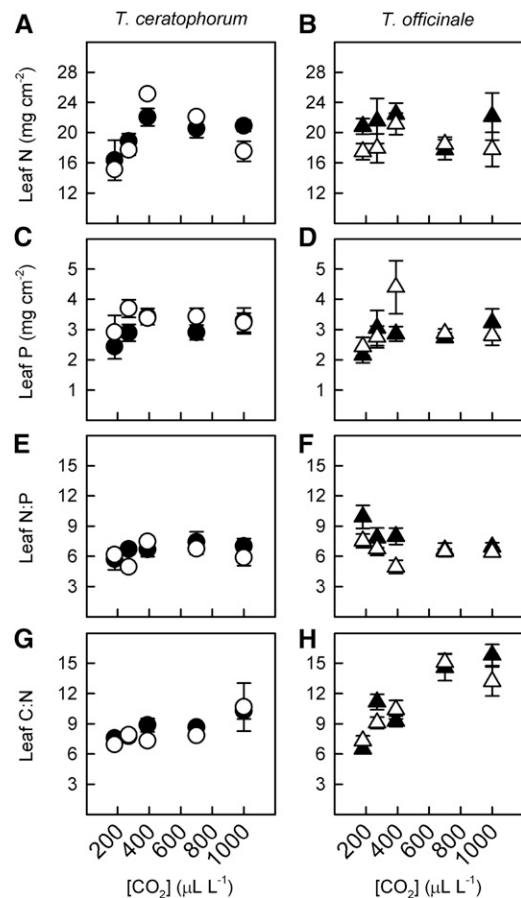 A T. ceratophorum B T. officinale
Leaf N (mg cm⁻²)
28
24
20
16
12
C D
Leaf P (mg cm⁻²)
5
4
3
2
1
E F
Leaf N:P
15
12
9
6
3
G H
Leaf C:N
15
12
9
6
3
200 400 600 800 1000 200 400 600 800 1000
[CO₂] (µL L⁻¹) [CO₂] (µL L⁻¹)